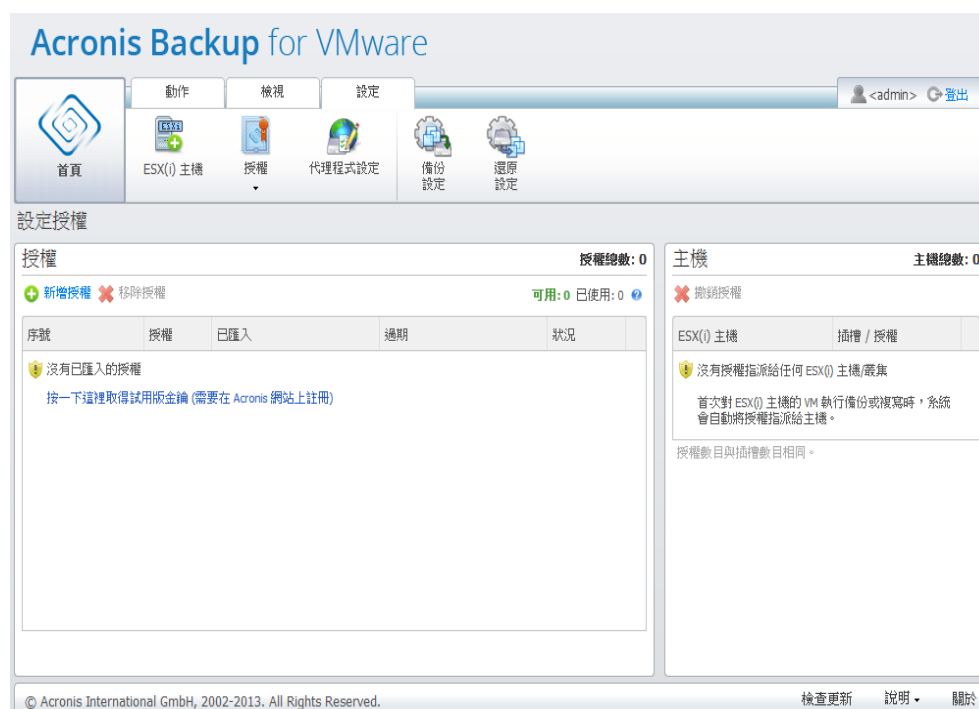 Acronis Backup for VMware
動作
檢視
設定
<admin>
登出
首頁
ESX(i) 主機
授權
代理程式設定
備份
設定
還原
設定
設定授權
授權
授權總數: 0
新增授權
移除授權
可用: 0 已使用: 0
序號
授權
已匯入
過期
狀況
沒有已匯入的授權
按一下這裡取得試用版金鑰 (需要在 Acronis 網站上註冊)
主機
主機總數: 0
撤銷授權
ESX(i) 主機
插槽 / 授權
沒有授權指派給任何 ESX(i) 主機/叢集
首次對 ESX(i) 主機的 VM 執行備份或複寫時，系統
會自動將授權指派給主機。
授權數目與插槽數目相同。
© Acronis International GmbH, 2002-2013. All Rights Reserved.
檢查更新
說明
關於